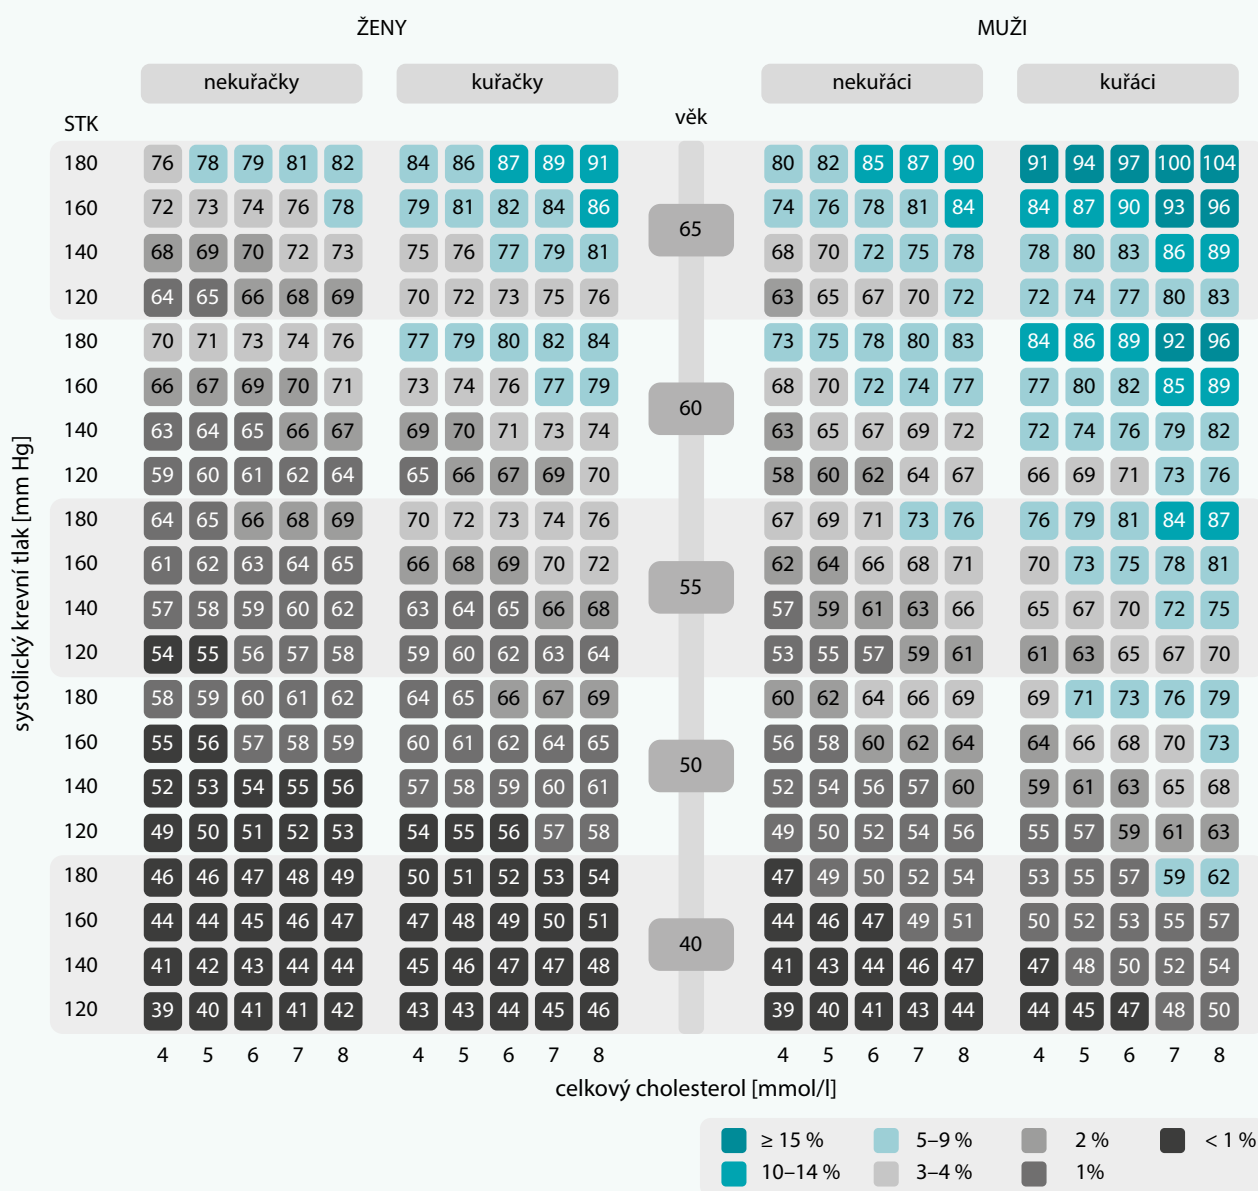 ŽENY MUŽI
nekuřačky kuřačky nekuřáci kuřáci
STK věk
180 76 78 79 81 82 84 86 87 89 91 80 82 85 87 90 91 94 97 100 104
160 72 73 74 76 78 79 81 82 84 86 74 76 78 81 84 84 87 90 93 96
65
140 68 69 70 72 73 75 76 77 79 81 68 70 72 75 78 78 80 83 86 89
120 64 65 66 68 69 70 72 73 75 76 63 65 67 70 72 72 74 77 80 83
180 70 71 73 74 76 77 79 80 82 84 73 75 78 80 83 84 86 89 92 96
160 66 67 69 70 71 73 74 76 77 79 68 70 72 74 77 77 80 82 85 89
60
140 63 64 65 66 67 69 70 71 73 74 63 65 67 69 72 72 74 76 79 82
120 59 60 61 62 64 65 66 67 69 70 58 60 62 64 67 66 69 71 73 76
180 64 65 66 68 69 70 72 73 74 76 67 69 71 73 76 76 79 81 84 87
160 61 62 63 64 65 66 68 69 70 72 62 64 66 68 71 70 73 75 78 81
55
140 57 58 59 60 62 63 64 65 66 68 57 59 61 63 66 65 67 70 72 75
120 54 55 56 57 58 59 60 62 63 64 53 55 57 59 61 61 63 65 67 70
180 58 59 60 61 62 64 65 66 67 69 60 62 64 66 69 69 71 73 76 79
160 55 56 57 58 59 60 61 62 64 65 56 58 60 62 64 64 66 68 70 73
50
140 52 53 54 55 56 57 58 59 60 61 52 54 56 57 60 59 61 63 65 68
120 49 50 51 52 53 54 55 56 57 58 49 50 52 54 56 55 57 59 61 63
180 46 46 47 48 49 50 51 52 53 54 47 49 50 52 54 53 55 57 59 62
160 44 44 45 46 47 47 48 49 50 51 44 46 47 49 51 50 52 53 55 57
40
140 41 42 43 44 44 45 46 47 47 48 41 43 44 46 47 47 48 50 52 54
120 39 40 41 41 42 43 43 44 45 46 39 40 41 43 44 44 45 47 48 50
systolický krevní tlak [mm Hg]
4 5 6 7 8 4 5 6 7 8 4 5 6 7 8 4 5 6 7 8
celkový cholesterol [mmol/l]
≥ 15 % 5–9 % 2 % < 1 %
10–14 % 3–4 % 1%